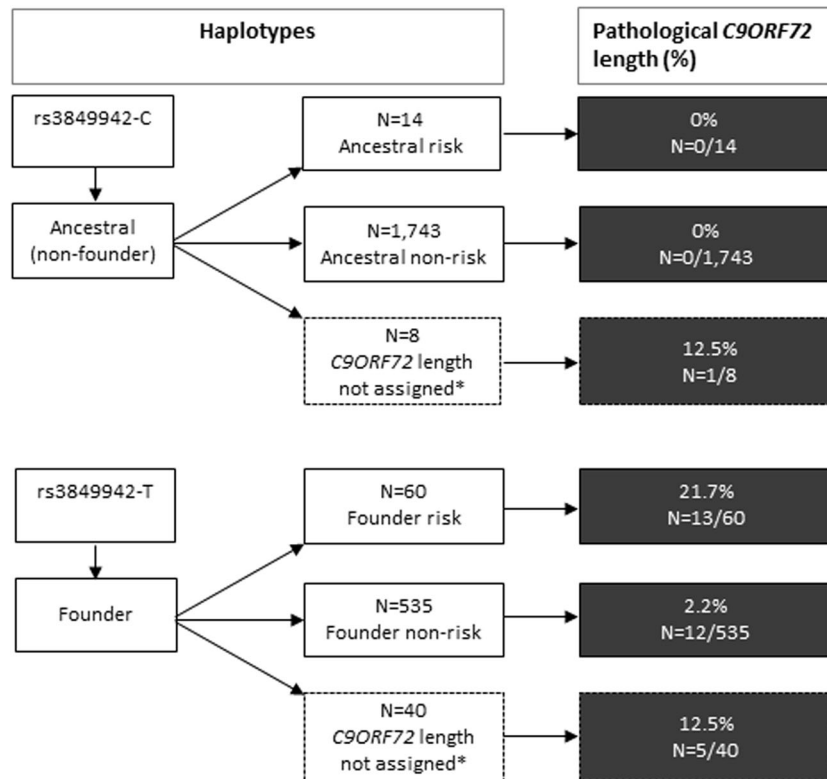 Haplotypes
Pathological C9ORF72
length (%)
rs3849942-C
N=14
Ancestral risk
0%
N=0/14
Ancestral
(non-founder)
N=1,743
Ancestral non-risk
0%
N=0/1,743
N=8
C9ORF72 length
not assigned*
12.5%
N=1/8
rs3849942-T
N=60
Founder risk
21.7%
N=13/60
Founder
N=535
Founder non-risk
2.2%
N=12/535
N=40
C9ORF72 length
not assigned*
12.5%
N=5/40